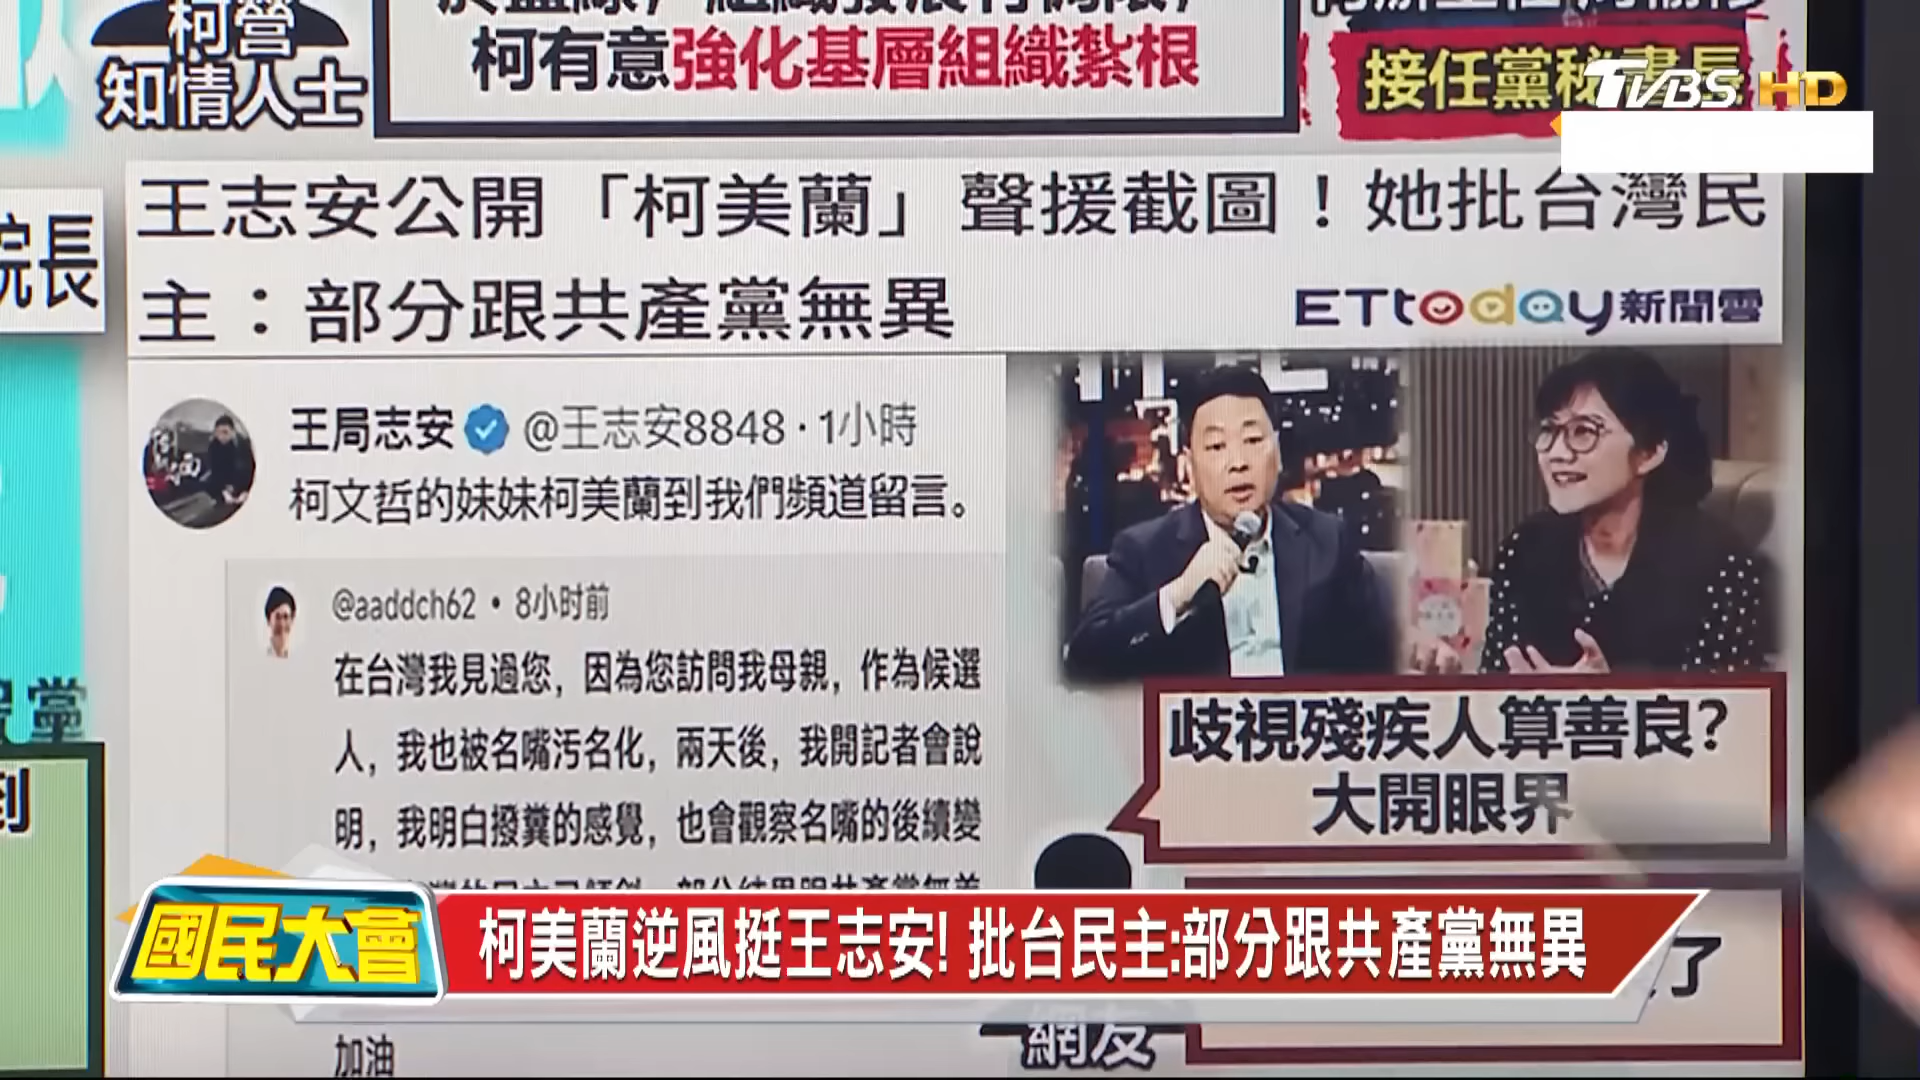 柯營
知情人士
柯有意強化基層組織紮根
接任黨秘書長
TVBS HD
院長
王志安公開「柯美蘭」聲援截圖！她批台灣民
主：部分跟共產黨無異
ETtoday新聞雲
王局志安 @王志安8848·1小時
柯文哲的妹妹柯美蘭到我們頻道留言。
@aaddch62 • 8小时前
在台灣我見過您，因為您訪問我母親，作為候選
人，我也被名嘴汚名化，兩天後，我開記者會說
明，我明白撥糞的感覺，也會觀察名嘴的後續變
加油
歧視殘疾人算善良?
大開眼界
黨
到
國民大會
柯美蘭逆風挺王志安! 批台民主:部分跟共產黨無異
了
網友